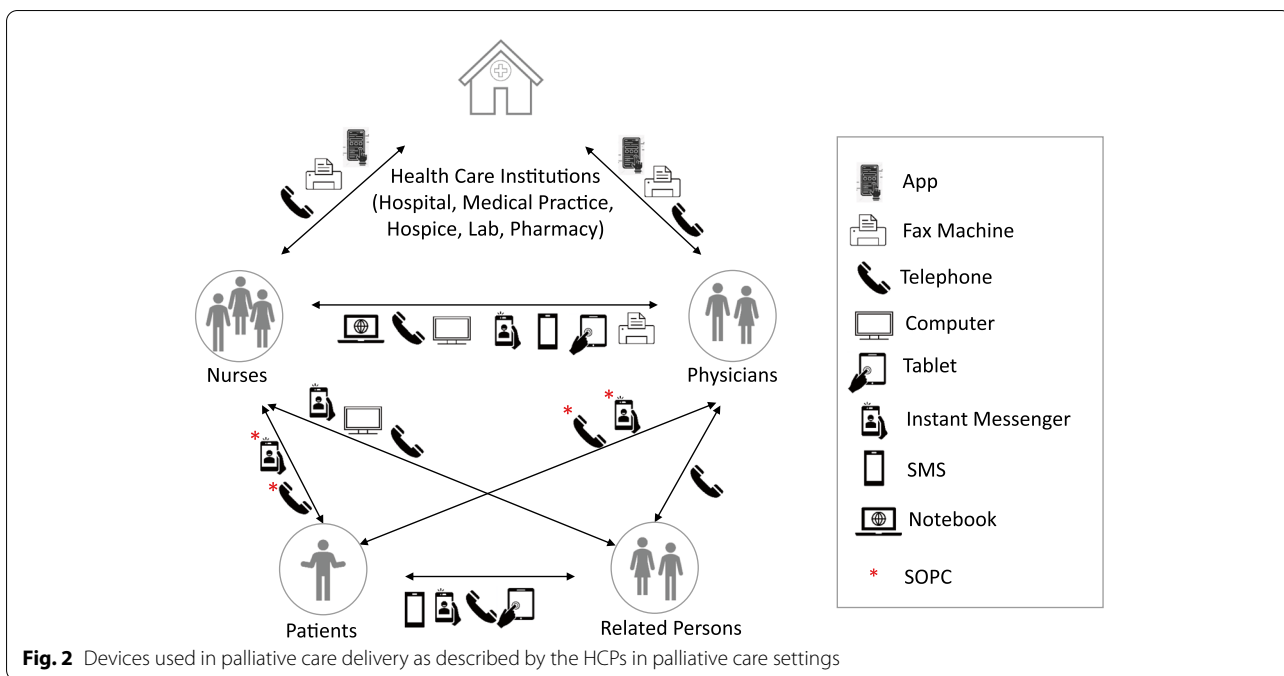 Health Care Institutions
(Hospital, Medical Practice,
Hospice, Lab, Pharmacy)
Nurses
Physicians
*
*
*
*
Patients
Related Persons
App
Fax Machine
Telephone
Computer
Tablet
Instant Messenger
SMS
Notebook
* SOPC
Fig. 2 Devices used in palliative care delivery as described by the HCPs in palliative care settings